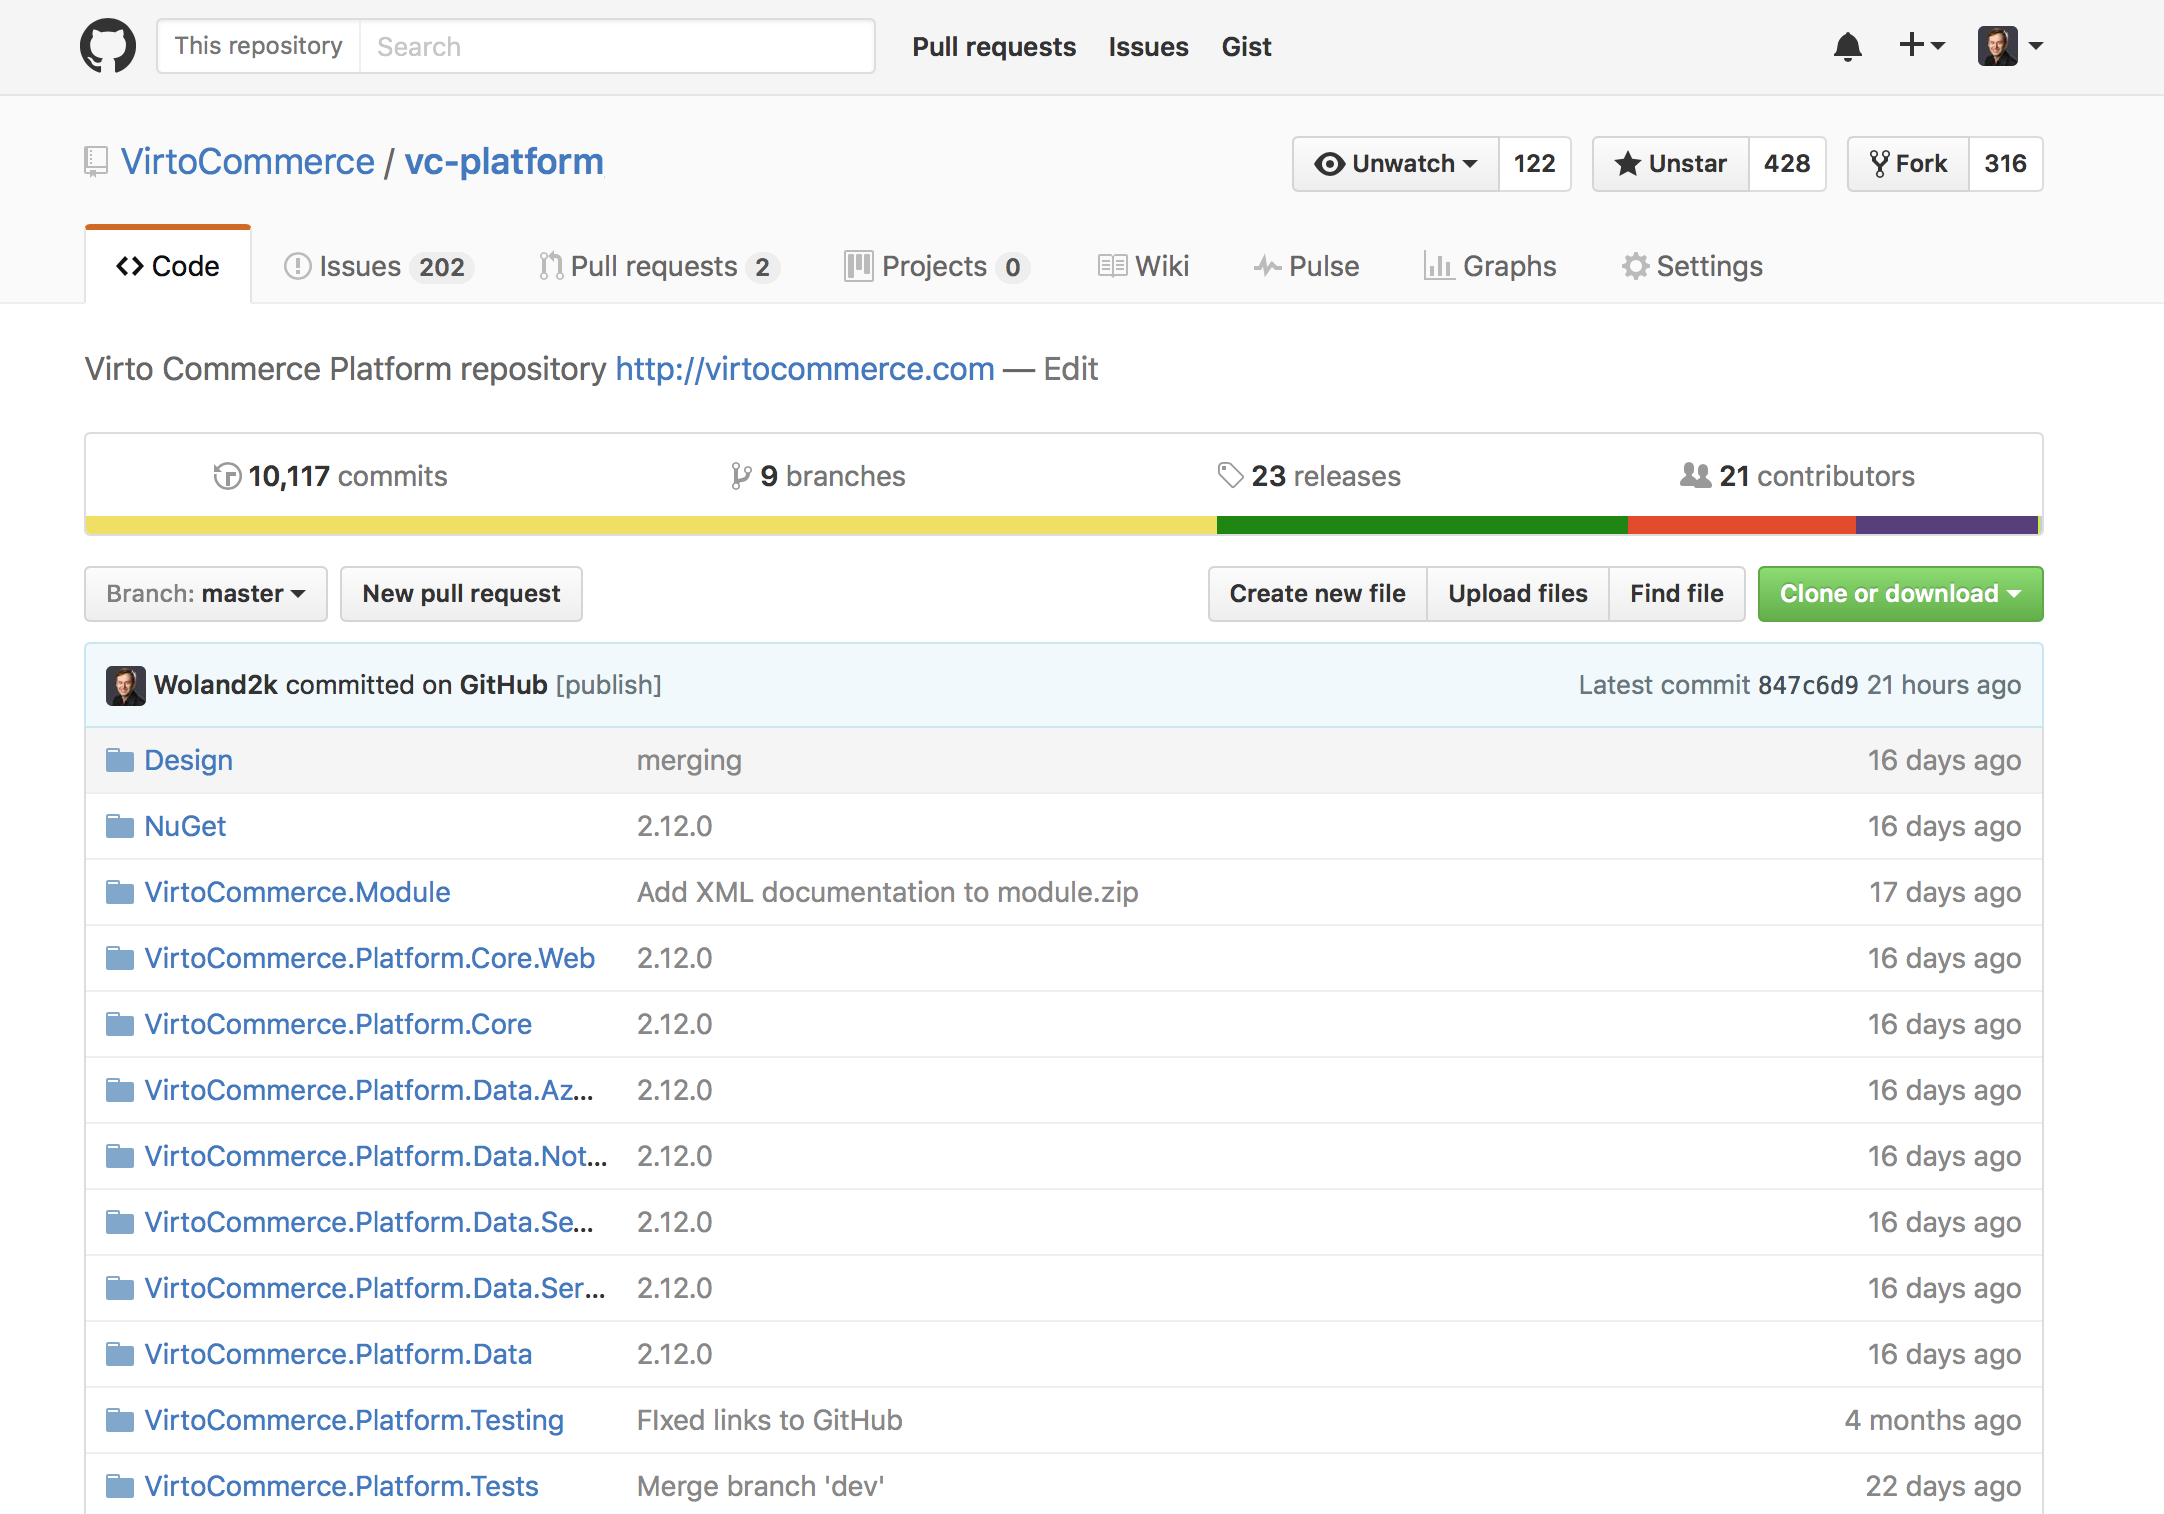 This repository Search Pull requests Issues Gist
VirtoCommerce / vc-platform Unwatch 122 Unstar 428 Fork 316
Code Issues 202 Pull requests 2 Projects 0 Wiki Pulse Graphs Settings
Virto Commerce Platform repository http://virtocommerce.com — Edit
10,117 commits 9 branches 23 releases 21 contributors
Branch: master New pull request Create new file Upload files Find file Clone or download
Woland2k committed on GitHub [publish] Latest commit 847c6d9 21 hours ago
Design merging 16 days ago
NuGet 2.12.0 16 days ago
VirtoCommerce.Module Add XML documentation to module.zip 17 days ago
VirtoCommerce.Platform.Core.Web 2.12.0 16 days ago
VirtoCommerce.Platform.Core 2.12.0 16 days ago
VirtoCommerce.Platform.Data.Az... 2.12.0 16 days ago
VirtoCommerce.Platform.Data.Not... 2.12.0 16 days ago
VirtoCommerce.Platform.Data.Se... 2.12.0 16 days ago
VirtoCommerce.Platform.Data.Ser... 2.12.0 16 days ago
VirtoCommerce.Platform.Data 2.12.0 16 days ago
VirtoCommerce.Platform.Testing FIxed links to GitHub 4 months ago
VirtoCommerce.Platform.Tests Merge branch 'dev' 22 days ago